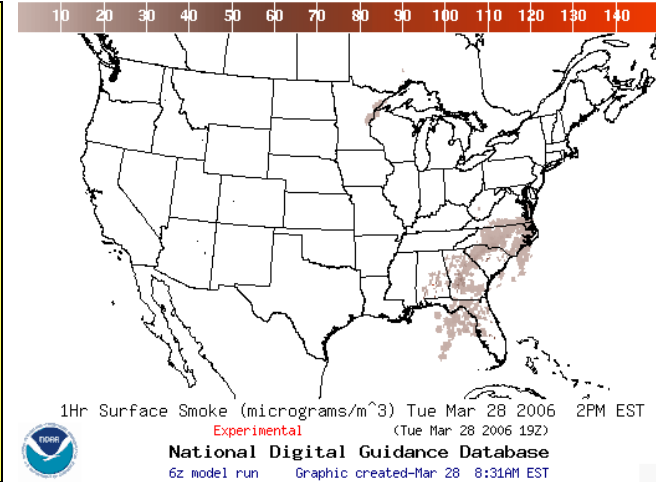 10 20 30 40 50 60 70 80 90 100 110 120 130 140
1Hr Surface Smoke (micrograms/m^3) Tue Mar 28 2006 2PM EST
Experimental (Tue Mar 28 2006 19Z)
National Digital Guidance Database
6z model run Graphic created-Mar 28 8:31AM EST
noaa